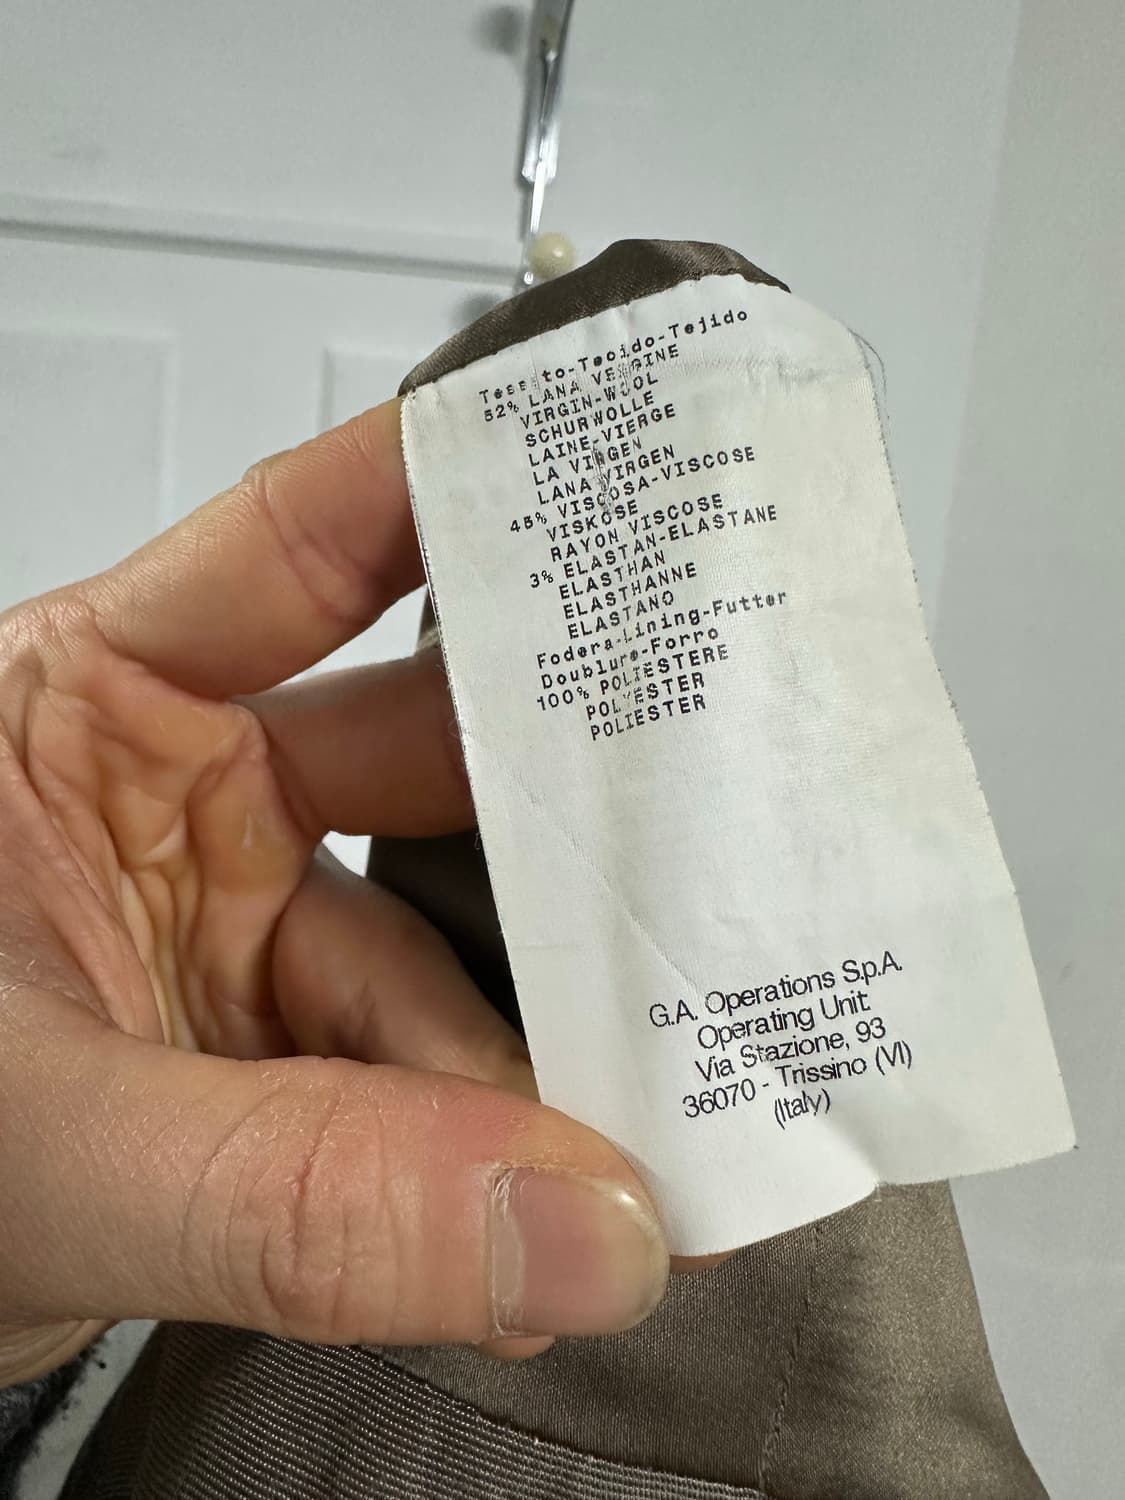 Tessuto-Tecido-Tejido
52% LANA VERGINE
VIRGIN-WOOL
SCHURWOLLE
LAINE-VIERGE
LA VIRGEN
LANA VIRGEN
45% VISCOSA-VISCOSE
VISKOSE
RAYON VISCOSE
3% ELASTAN-ELASTANE
ELASTHAN
ELASTHANNE
ELASTANO
Fodera-Lining-Futter
Doublure-Forro
100% POLIESTERE
POLYESTER
POLIESTER
G.A. Operations S.p.A.
Operating Unit
Via Stazione, 93
36070 - Trissino (VI)
(Italy)